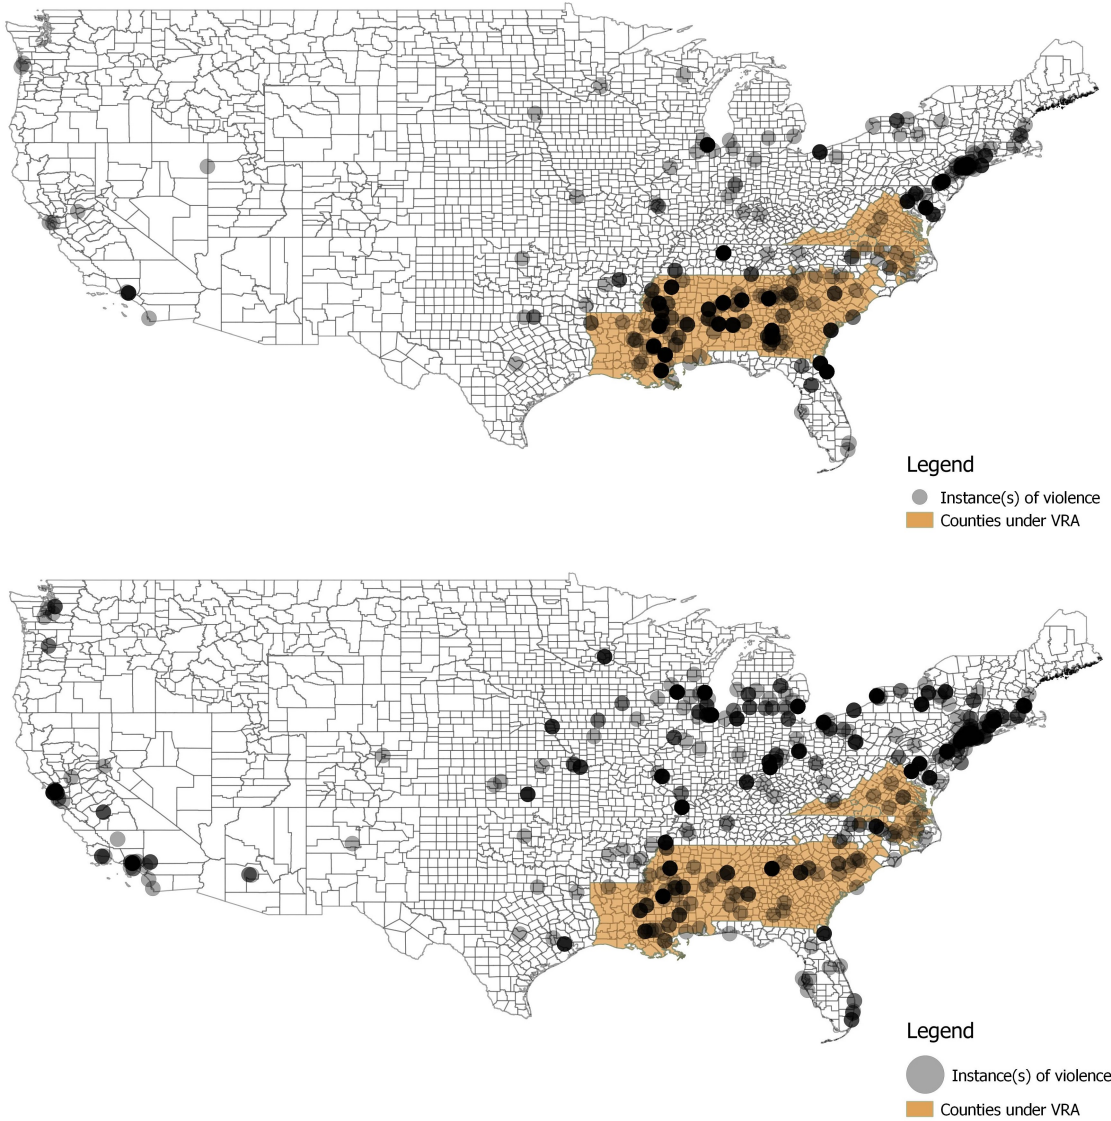 Legend
Instance(s) of violence
Counties under VRA
Legend
Instance(s) of violence
Counties under VRA